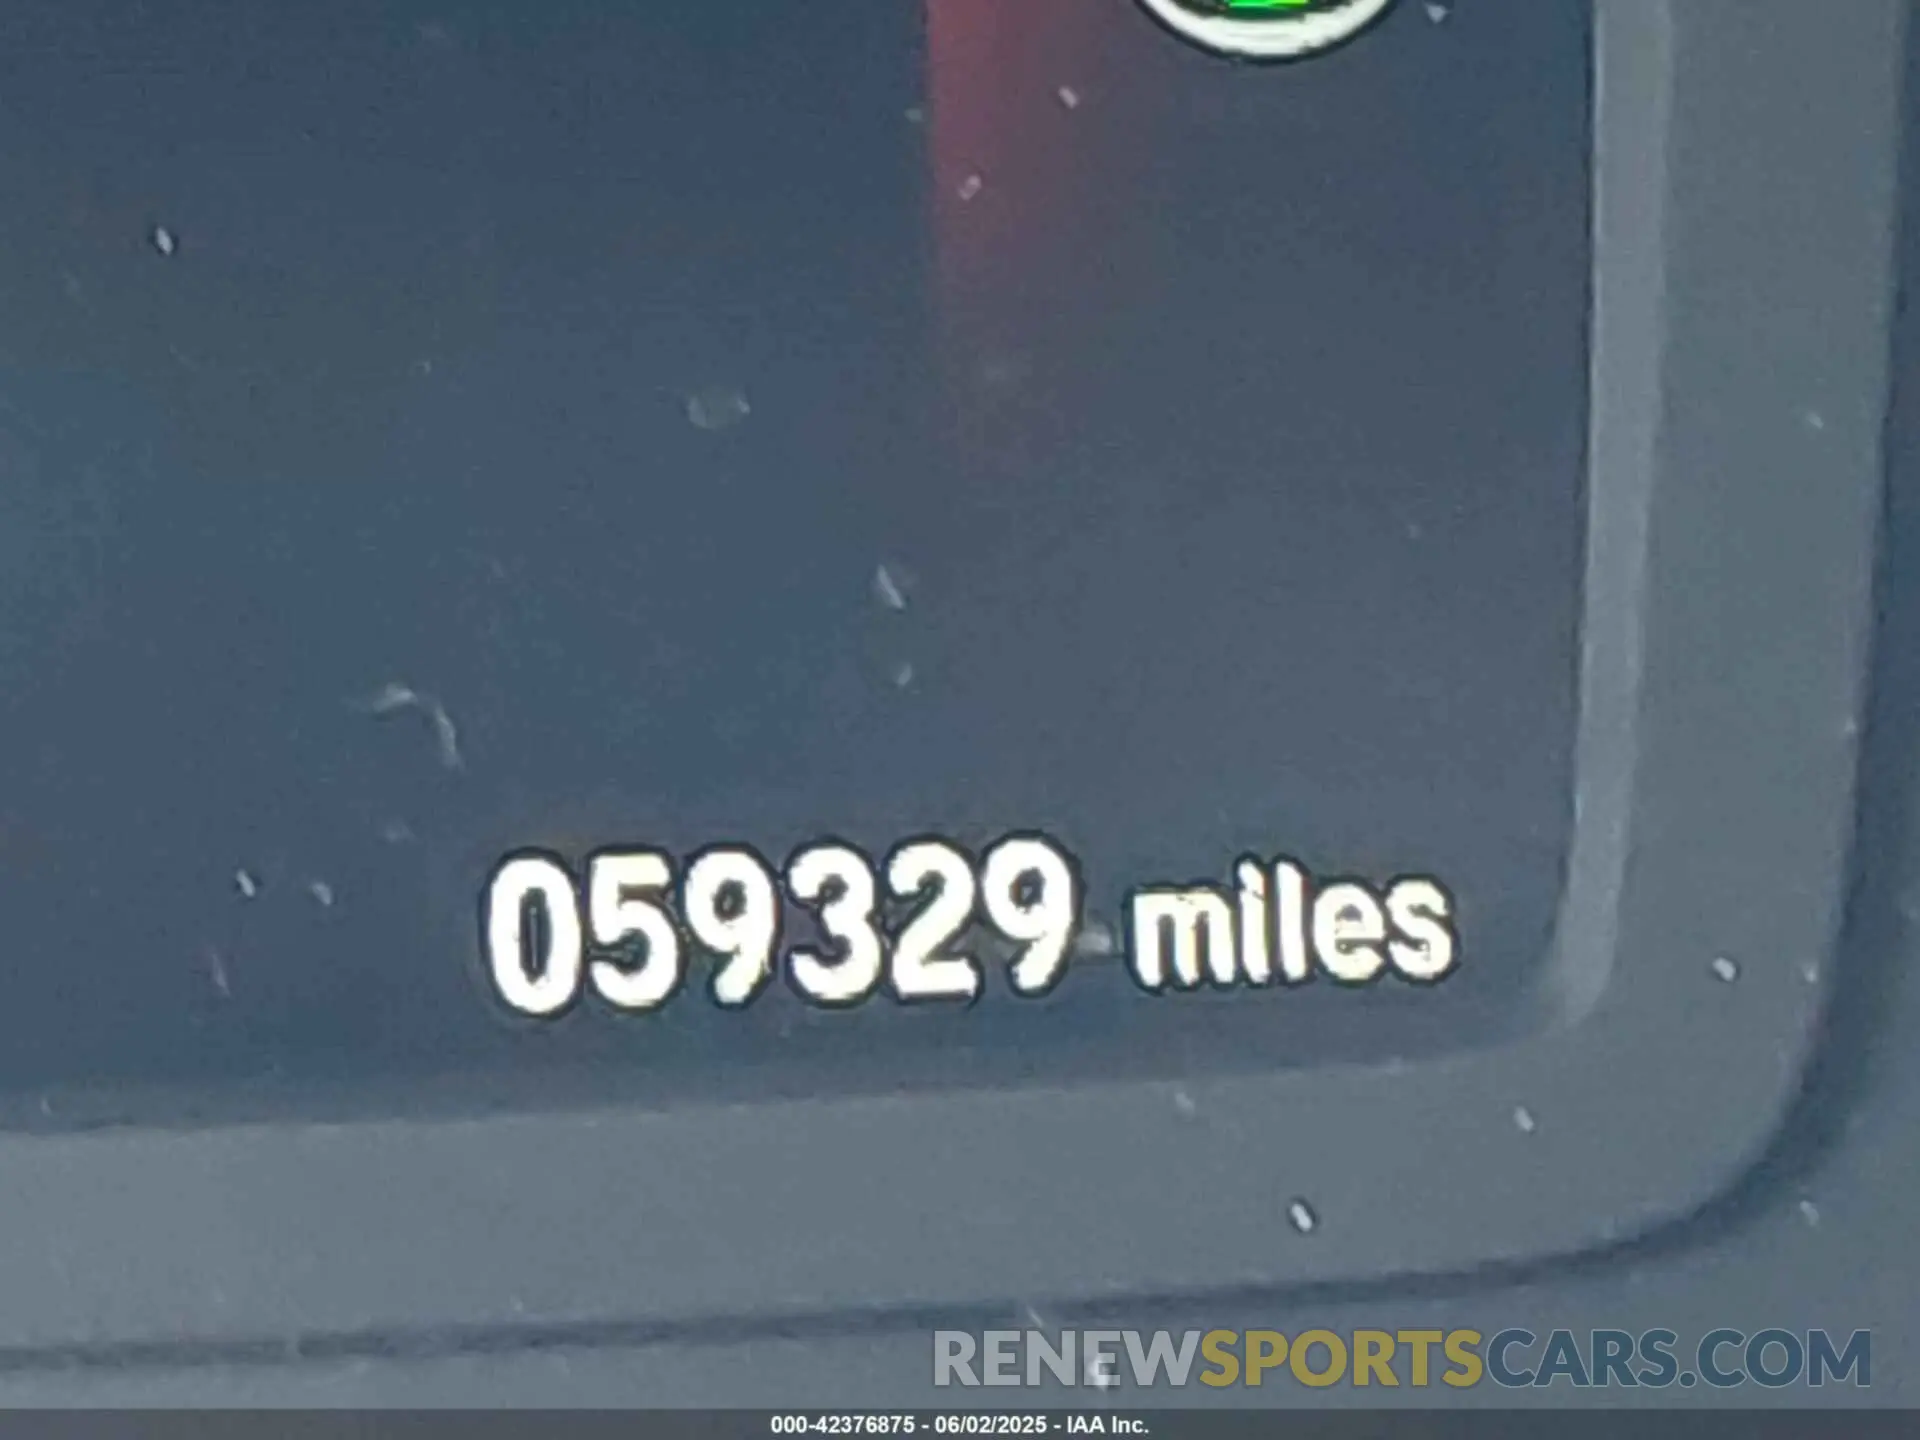 059329 miles
RENEWSPORTSCARS.COM
000-42376875 - 06/02/2025 - IAA Inc.